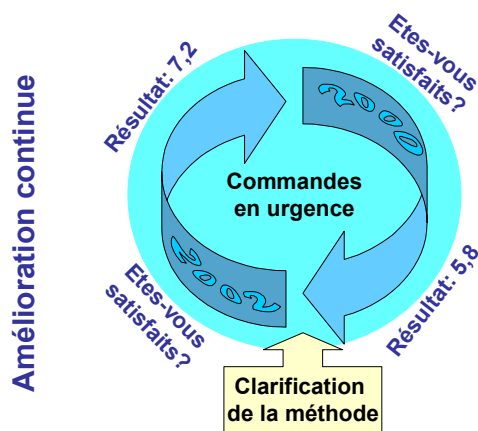 Amélioration continue
Etes-vous
satisfaits?
2000
Résultat: 7,2
Commandes
en urgence
2002
Etes-vous
satisfaits?
Résultat: 5,8
Clarification
de la méthode